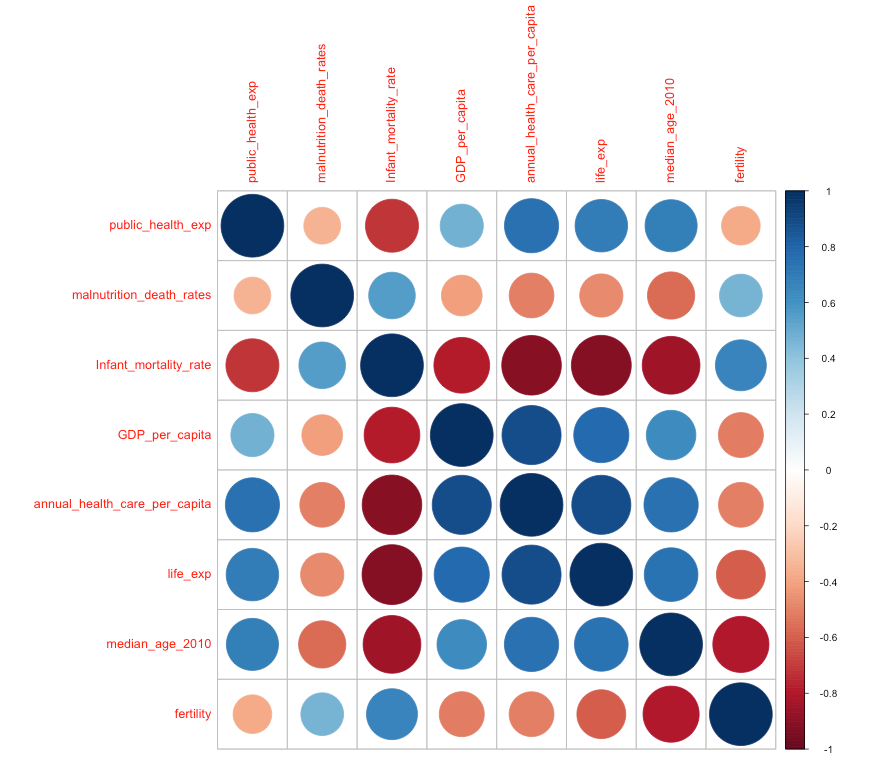 public_health_exp
malnutrition_death_rates
Infant_mortality_rate
GDP_per_capita
annual_health_care_per_capita
life_exp
median_age_2010
fertility
public_health_exp
malnutrition_death_rates
Infant_mortality_rate
GDP_per_capita
annual_health_care_per_capita
life_exp
median_age_2010
fertility
1
0.8
0.6
0.4
0.2
0
-0.2
-0.4
-0.6
-0.8
-1